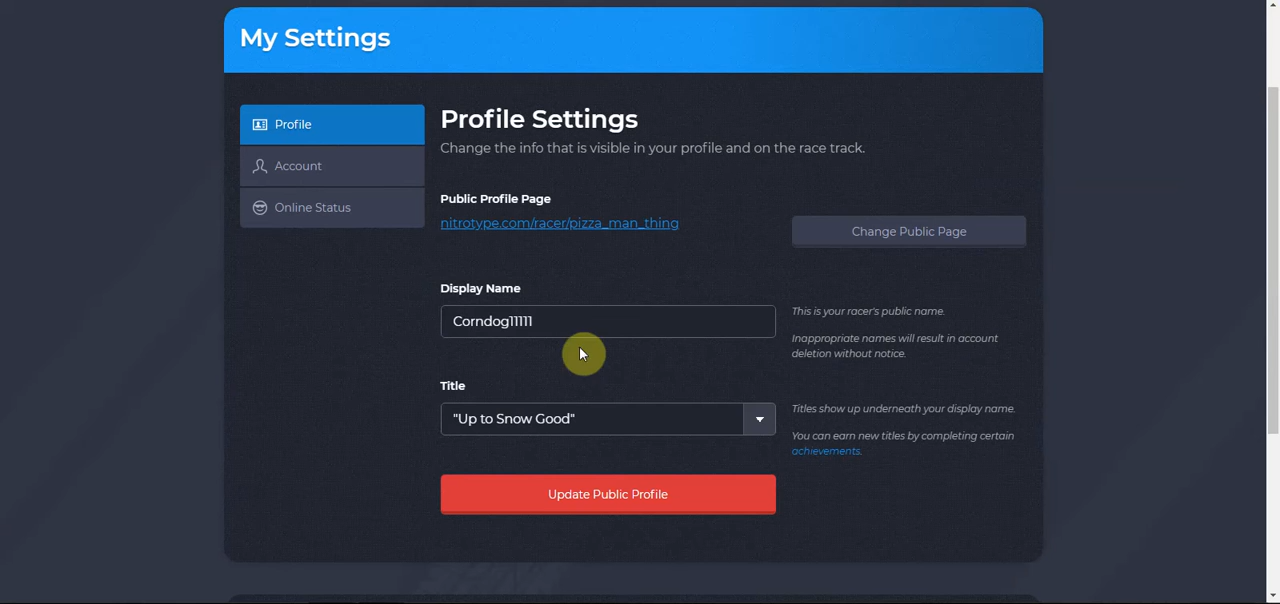 My Settings
Profile
Account
Online Status
Profile Settings
Change the info that is visible in your profile and on the race track.
Public Profile Page
nitrotype.com/racer/pizza_man_thing
Change Public Page
Display Name
Corndog11111
This is your racer's public name.
Inappropriate names will result in account
deletion without notice.
Title
"Up to Snow Good"
Titles show up underneath your display name.
You can earn new titles by completing certain
achievements.
Update Public Profile